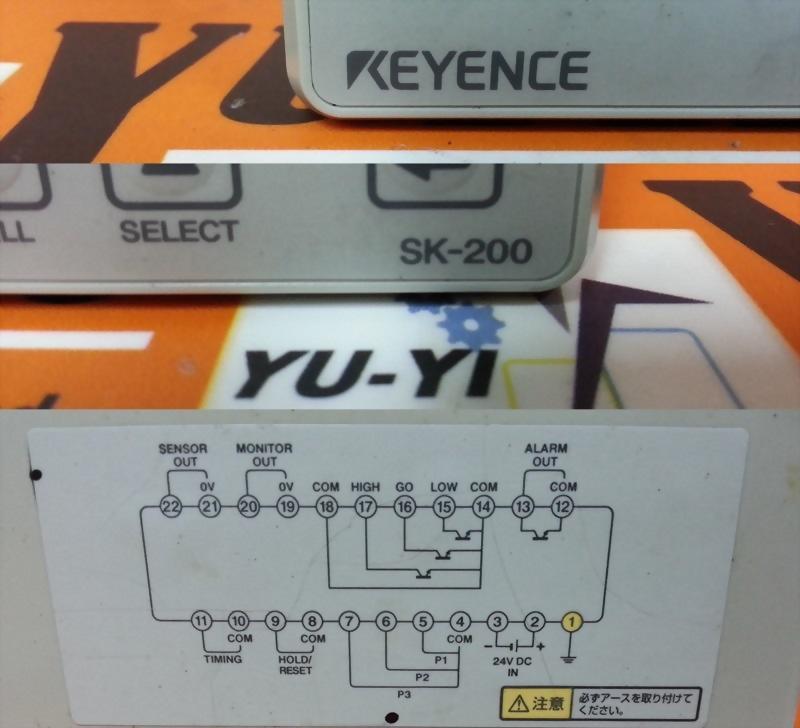 KEYENCE
LL
SELECT
SK-200
YU-YI
SENSOR OUT
MONITOR OUT
ALARM OUT
0V
0V
COM
HIGH
GO
LOW
COM
COM
22 21 20 19 18 17 16 15 14 13 12
11 10 9 8 7 6 5 4 3 2 1
COM
COM
COM
- +
TIMING
HOLD/
RESET
P1
24V DC
IN
P2
P3
注意
必ずアースを取り付けて
ください。